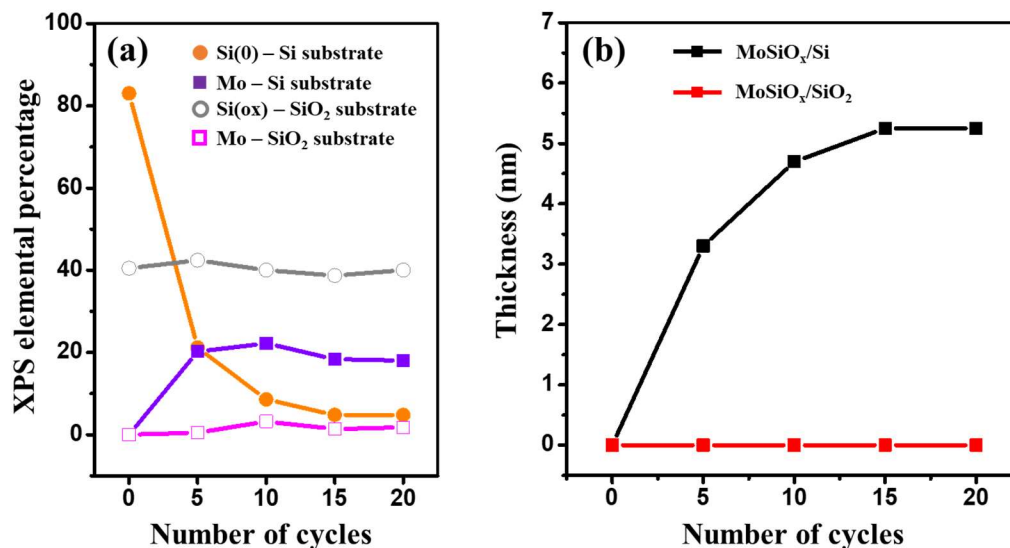 (a)
Si(0) – Si substrate
Mo – Si substrate
Si(ox) – SiO₂ substrate
Mo – SiO₂ substrate
XPS elemental percentage
100
80
60
40
20
0
0 5 10 15 20
Number of cycles
(b)
MoSiOₓ/Si
MoSiOₓ/SiO₂
Thickness (nm)
7
6
5
4
3
2
1
0
0 5 10 15 20
Number of cycles